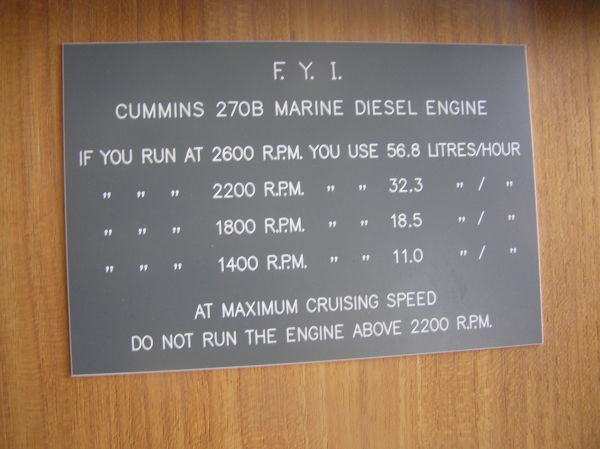 F. Y. I.
CUMMINS 270B MARINE DIESEL ENGINE
IF YOU RUN AT 2600 R.P.M. YOU USE 56.8 LITRES/HOUR
" " " 2200 R.P.M. " " 32.3 " / "
" " " 1800 R.P.M. " " 18.5 " / "
" " " 1400 R.P.M. " " 11.0 " / "
AT MAXIMUM CRUISING SPEED
DO NOT RUN THE ENGINE ABOVE 2200 R.P.M.